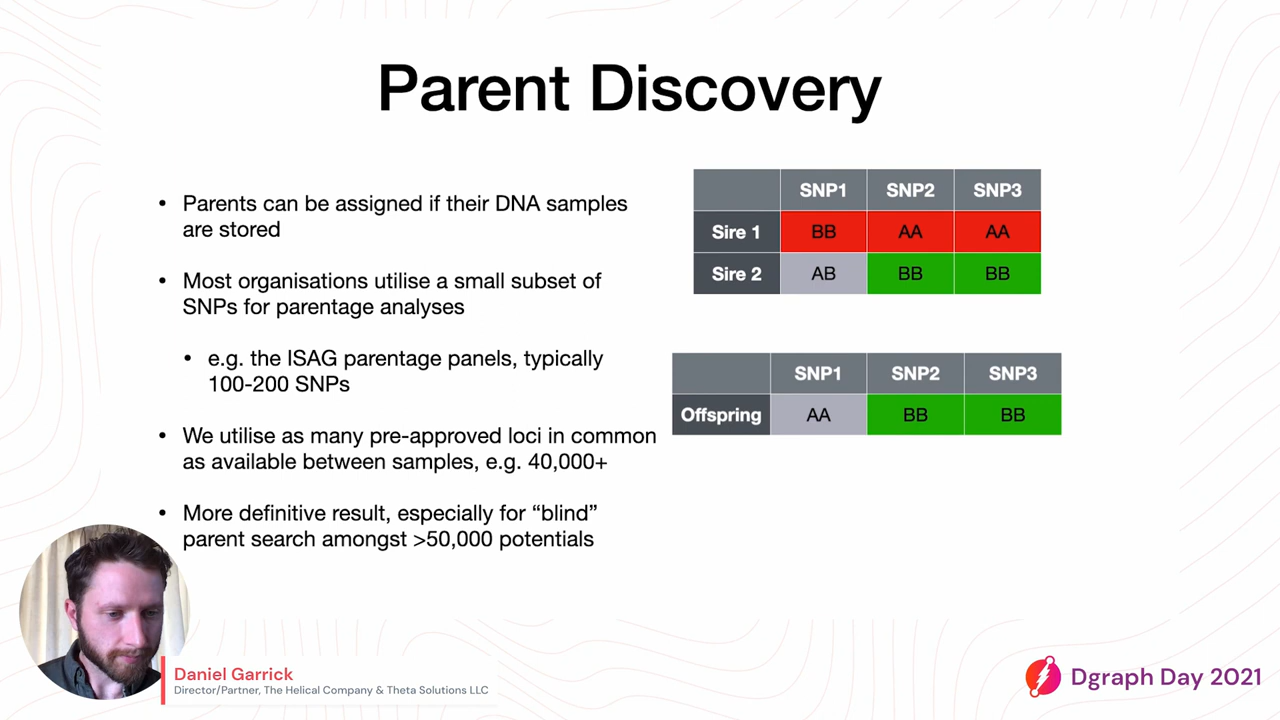 Parent Discovery
• Parents can be assigned if their DNA samples
are stored
• Most organisations utilise a small subset of
SNPs for parentage analyses
• e.g. the ISAG parentage panels, typically
100-200 SNPs
• We utilise as many pre-approved loci in common
as available between samples, e.g. 40,000+
• More definitive result, especially for “blind”
parent search amongst >50,000 potentials
SNP1 SNP2 SNP3
Sire 1 BB AA AA
Sire 2 AB BB BB
SNP1 SNP2 SNP3
Offspring AA BB BB
Daniel Garrick
Director/Partner, The Helical Company & Theta Solutions LLC
Dgraph Day 2021